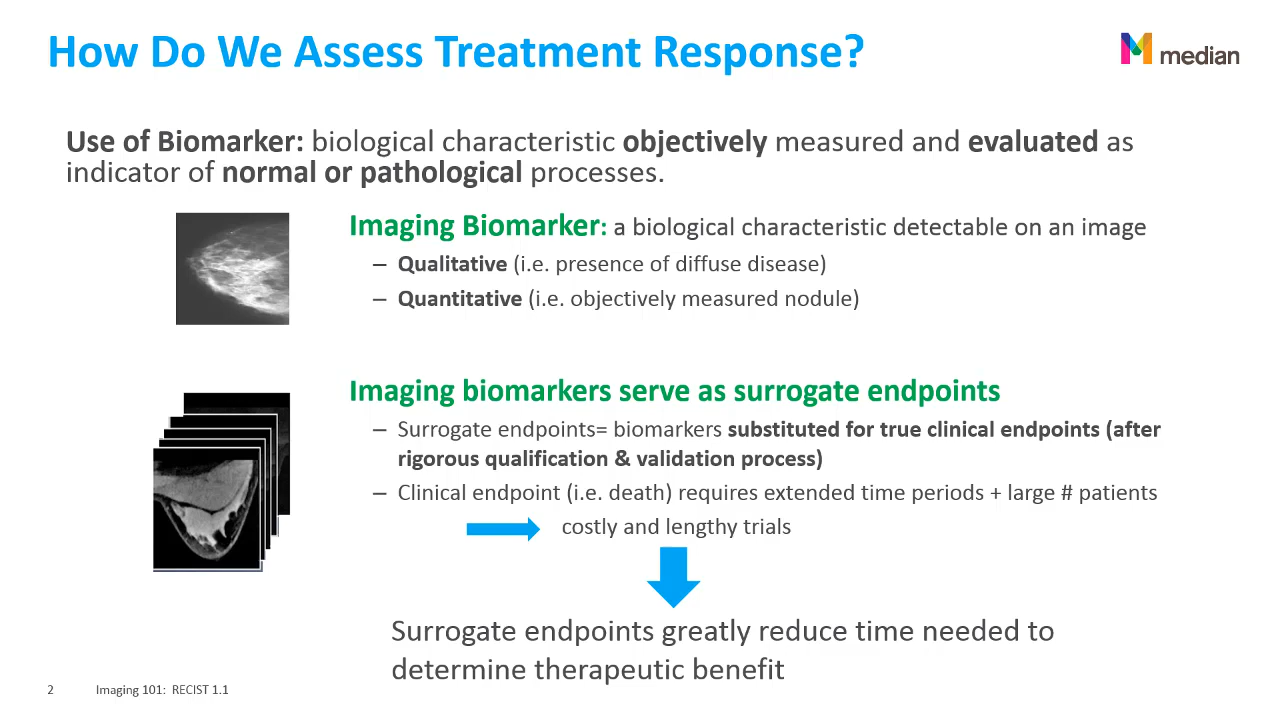 How Do We Assess Treatment Response?
median
Use of Biomarker: biological characteristic objectively measured and evaluated as
indicator of normal or pathological processes.
Imaging Biomarker: a biological characteristic detectable on an image
– Qualitative (i.e. presence of diffuse disease)
– Quantitative (i.e. objectively measured nodule)
Imaging biomarkers serve as surrogate endpoints
– Surrogate endpoints= biomarkers substituted for true clinical endpoints (after
rigorous qualification & validation process)
– Clinical endpoint (i.e. death) requires extended time periods + large # patients
costly and lengthy trials
Surrogate endpoints greatly reduce time needed to
determine therapeutic benefit
2 Imaging 101: RECIST 1.1